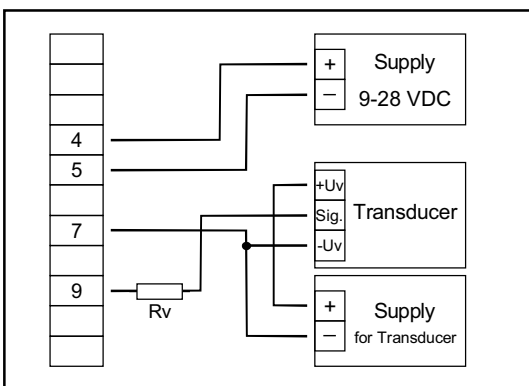 4
5
7
9
Rv
+
−
Supply
9-28 VDC
+Uv
Sig.
-Uv
Transducer
+
−
Supply
for Transducer